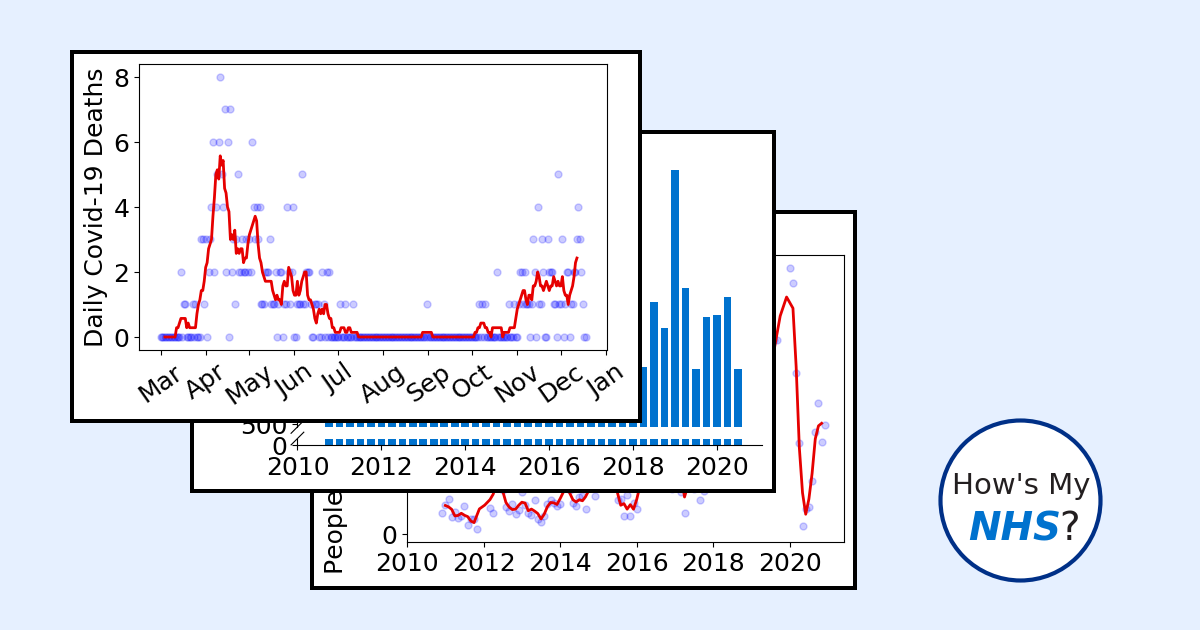 Daily Covid-19 Deaths
8
6
4
2
0
Mar Apr May Jun Jul Aug Sep Oct Nov Dec Jan
500
0
2010 2012 2014 2016 2018 2020
People
0
2010 2012 2014 2016 2018 2020
How's My
NHS?